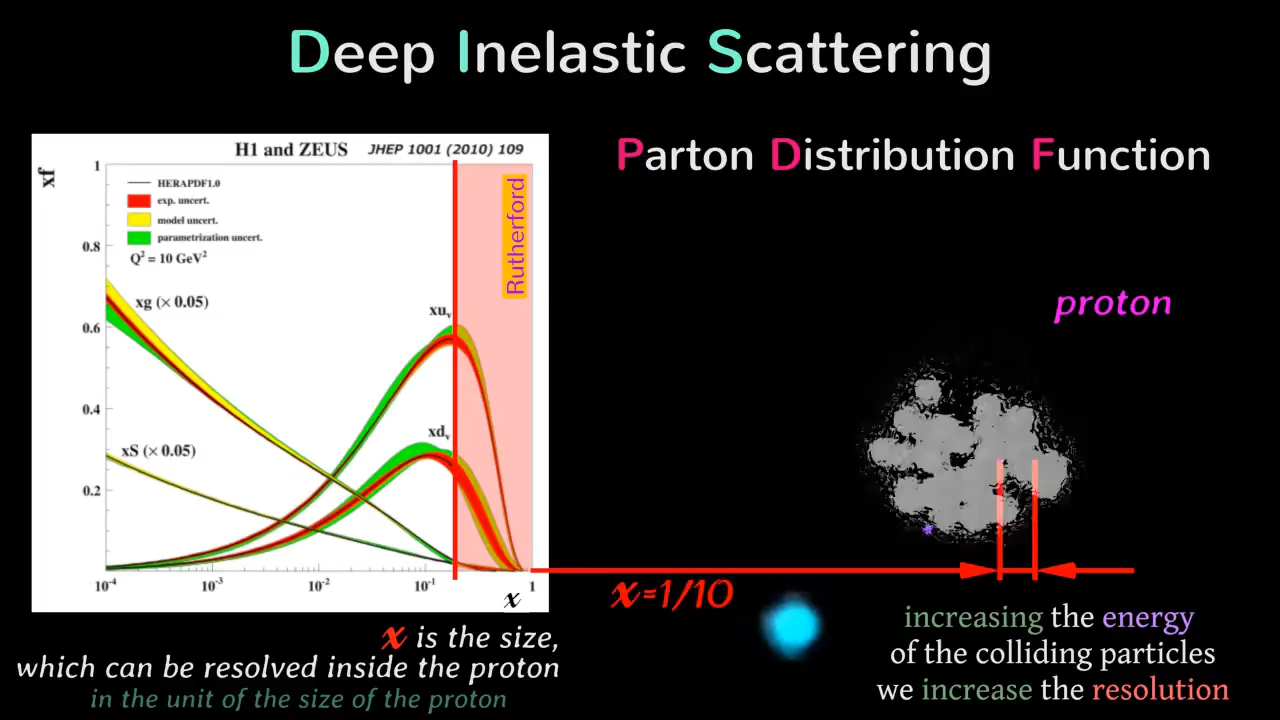 Deep Inelastic Scattering
H1 and ZEUS JHEP 1001 (2010) 109
xf
1
0.8
0.6
0.4
0.2
HERAPDF1.0
exp. uncert.
model uncert.
parametrization uncert.
Q² = 10 GeV²
xg (× 0.05)
xS (× 0.05)
xuᵥ
xdᵥ
Rutherford
10⁻⁴ 10⁻³ 10⁻² 10⁻¹ 1
x
x is the size,
which can be resolved inside the proton
in the unit of the size of the proton
Parton Distribution Function
proton
x=1/10
increasing the energy
of the colliding particles
we increase the resolution